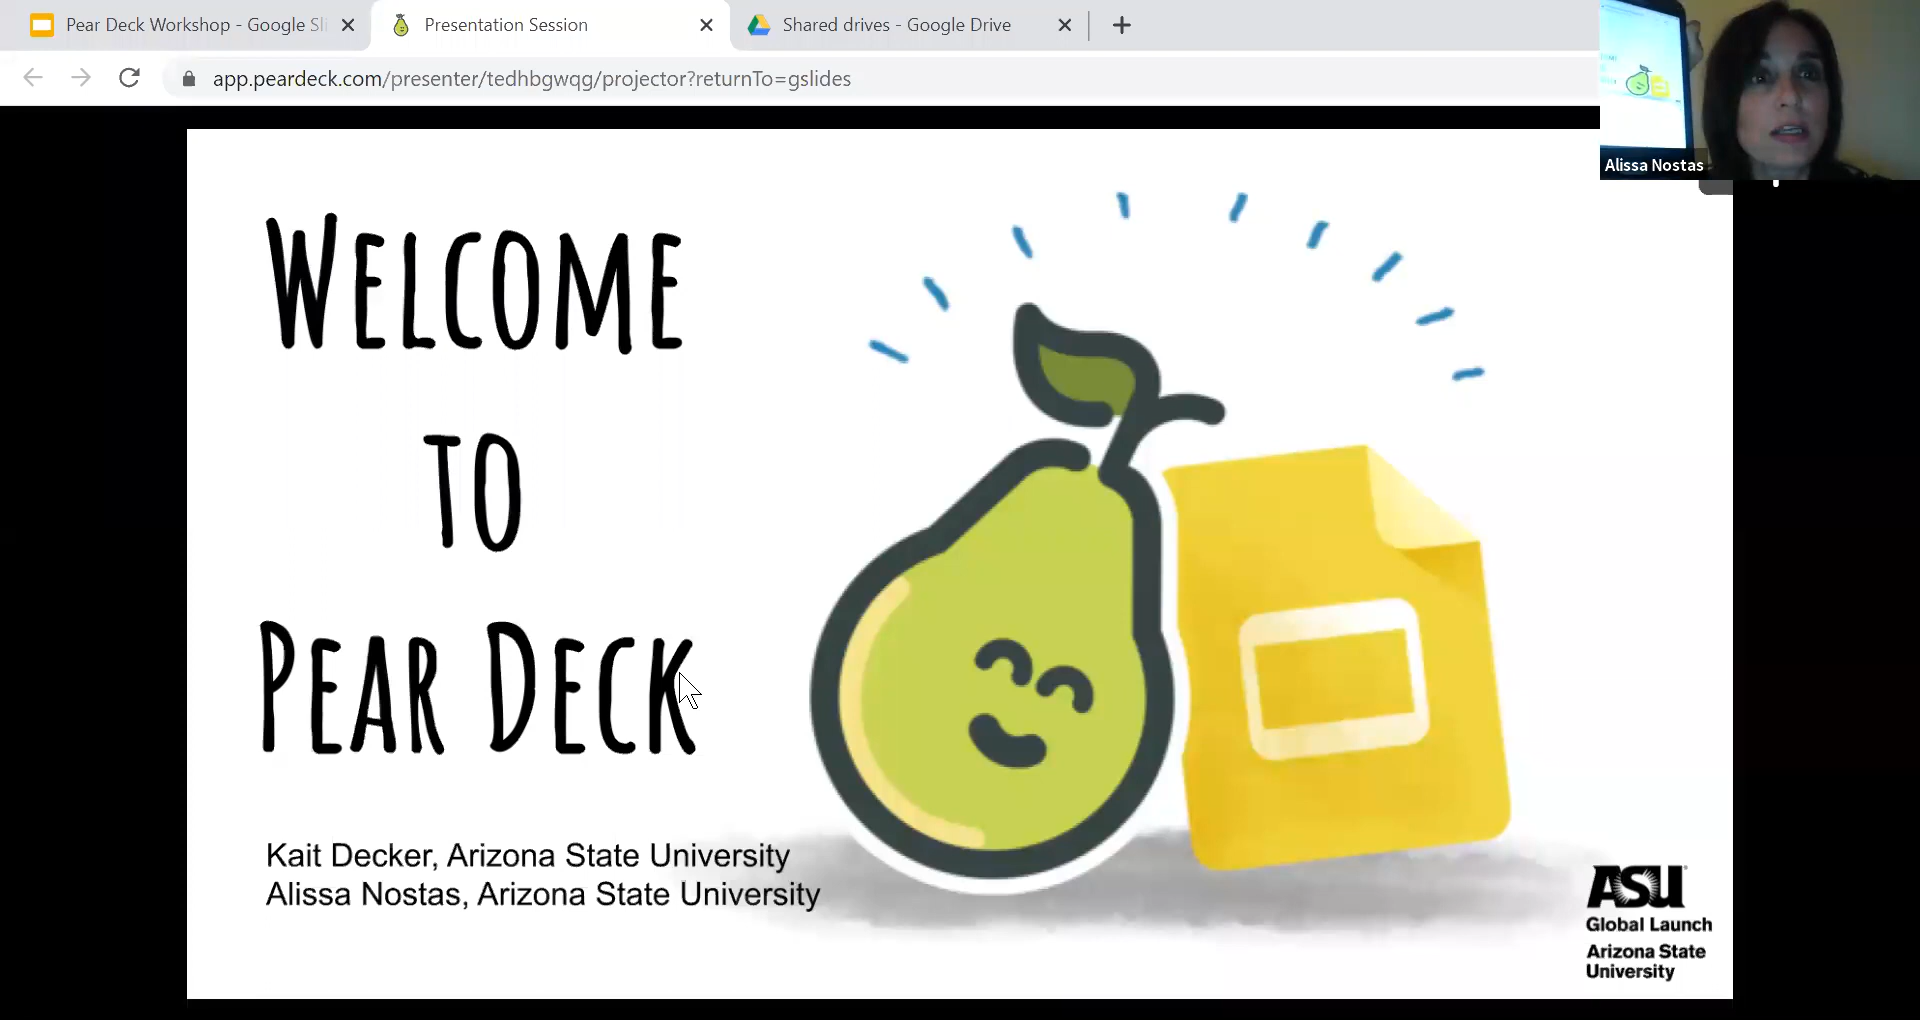 Pear Deck Workshop - Google Sli
Presentation Session
Shared drives - Google Drive
app.peardeck.com/presenter/tedhbgwqg/projector?returnTo=gslides
Alissa Nostas
WELCOME
TO
PEAR DECK
Kait Decker, Arizona State University
Alissa Nostas, Arizona State University
ASU
Global Launch
Arizona State
University